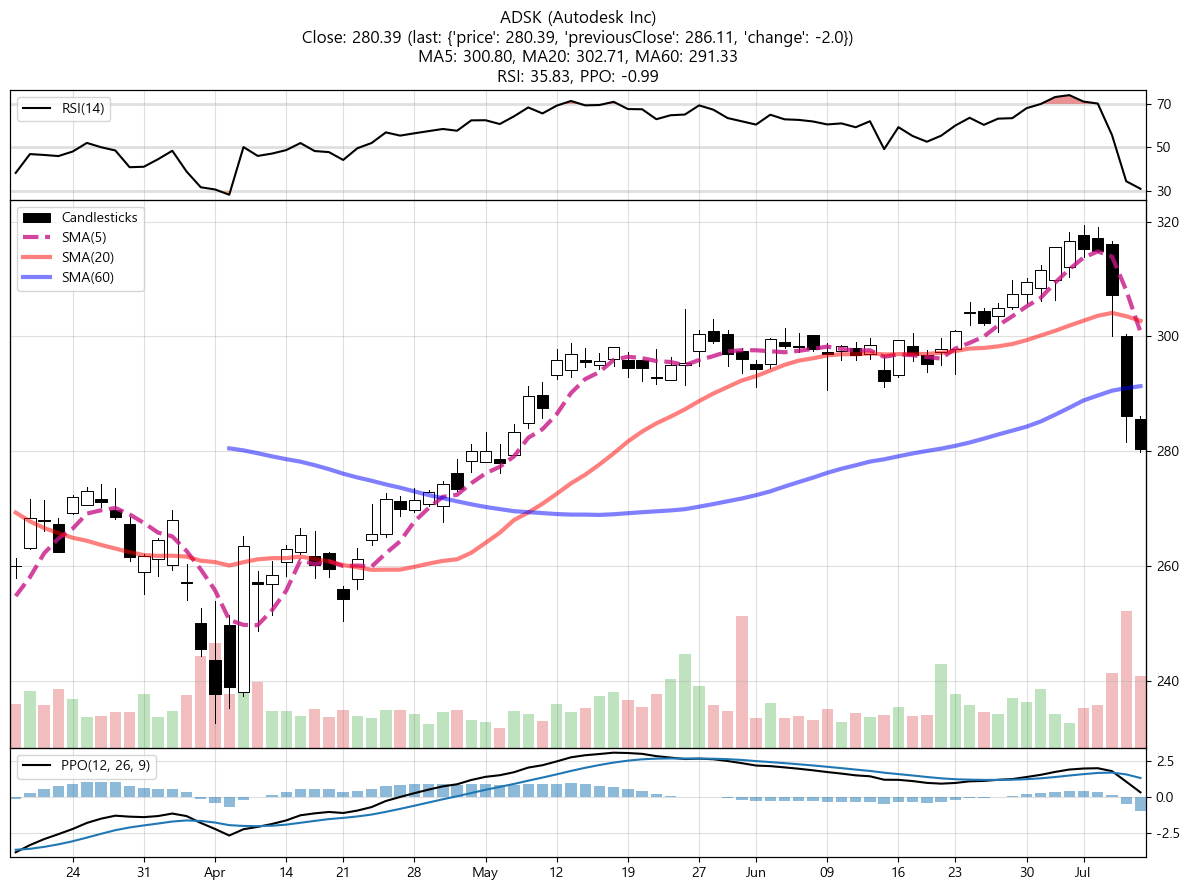 ADSK (Autodesk Inc)
Close: 280.39 (last: {'price': 280.39, 'previousClose': 286.11, 'change': -2.0})
MA5: 300.80, MA20: 302.71, MA60: 291.33
RSI: 35.83, PPO: -0.99
RSI(14)
70
50
30
Candlesticks
SMA(5)
SMA(20)
SMA(60)
320
300
280
260
240
PPO(12, 26, 9)
2.5
0.0
−2.5
24 31 Apr 14 21 28 May 12 19 27 Jun 09 16 23 30 Jul